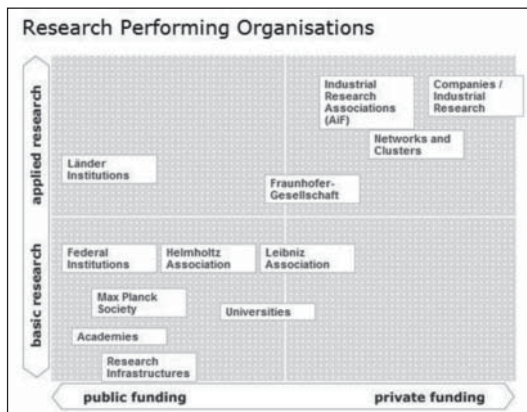 Research Performing Organisations
applied research
basic research
Industrial
Research
Associations
(AiF)
Companies /
Industrial
Research
Networks and
Clusters
Länder
Institutions
Fraunhofer-
Gesellschaft
Federal
Institutions
Helmholtz
Association
Leibniz
Association
Max Planck
Society
Universities
Academies
Research
Infrastructures
public funding
private funding